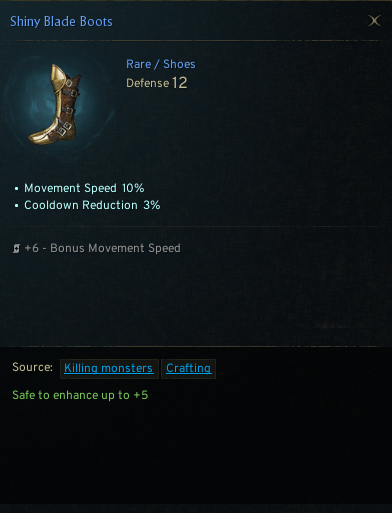 Shiny Blade Boots
Rare / Shoes
Defense 12
• Movement Speed 10%
• Cooldown Reduction 3%
+6 - Bonus Movement Speed
Source: Killing monsters Crafting
Safe to enhance up to +5